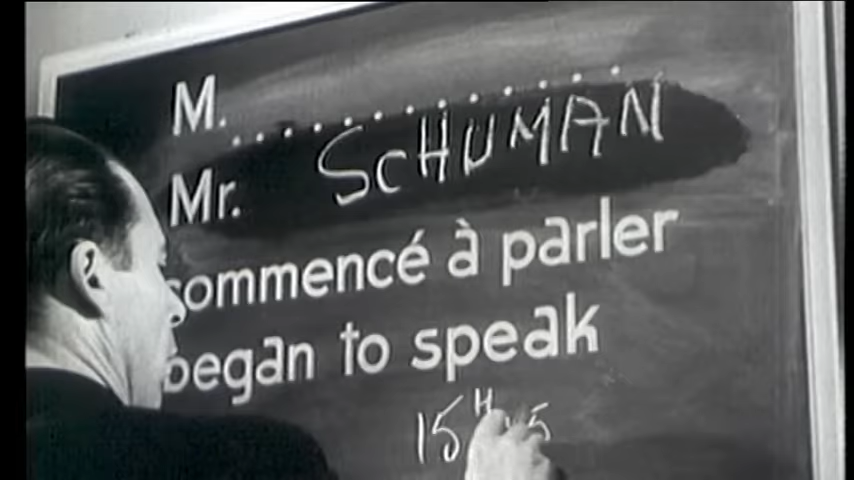 M. ..............
Mr. SCHUMAN
commencé à parler
began to speak
15H